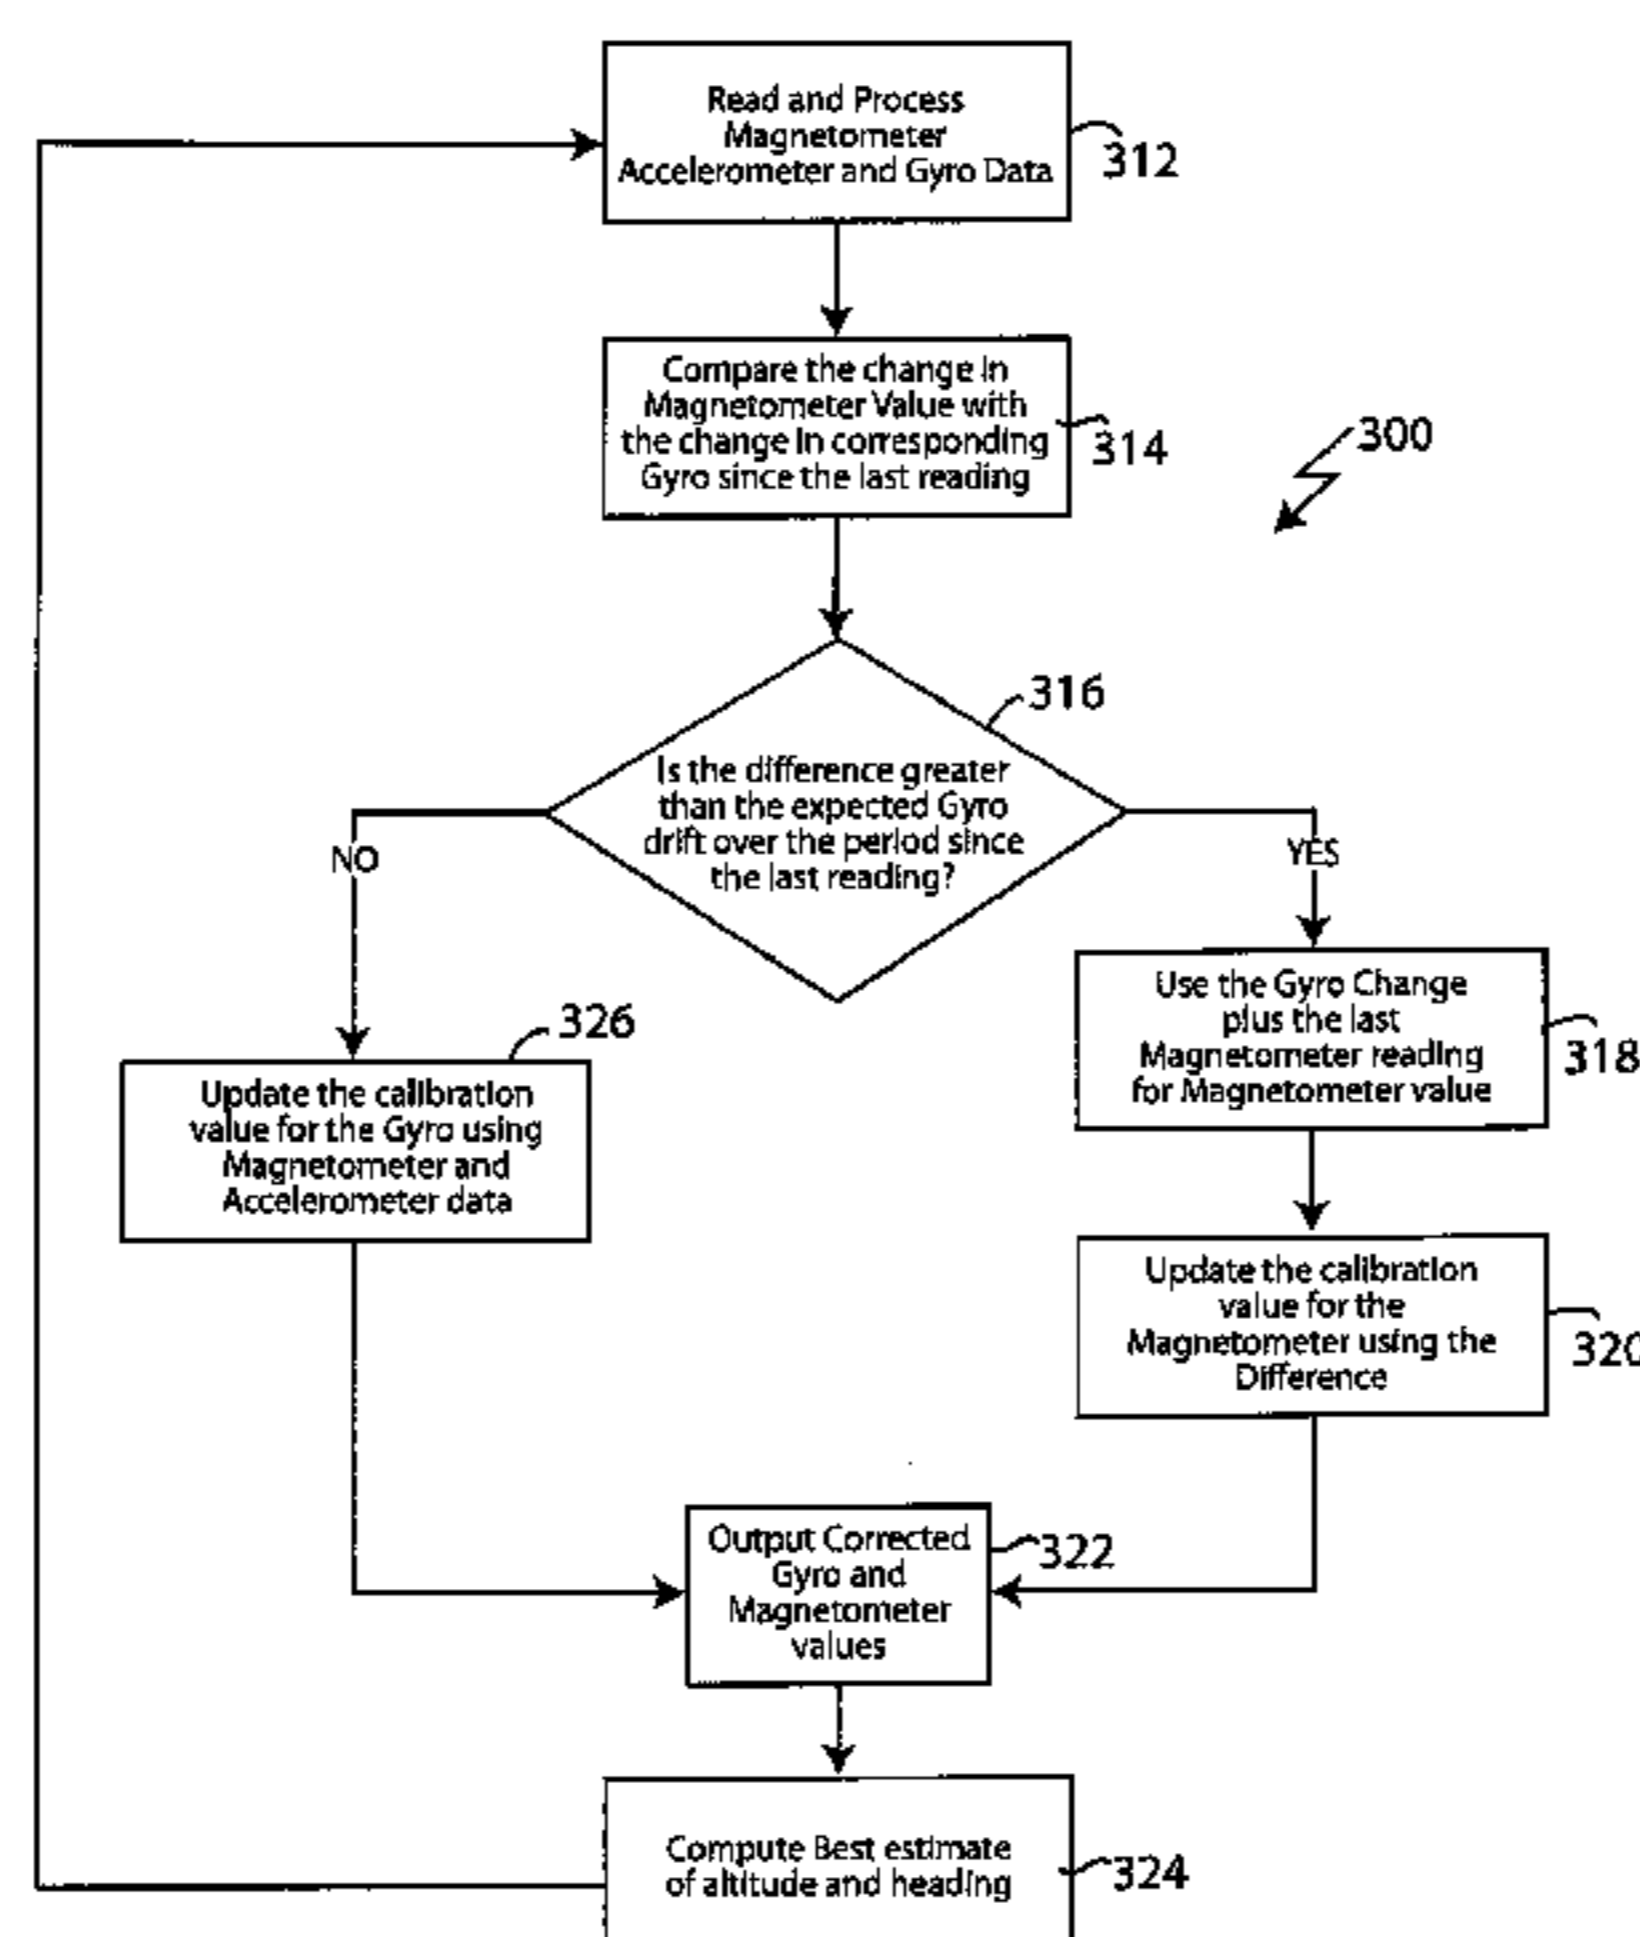 Read and Process
Magnetometer
Accelerometer and Gyro Data
312
Compare the change in
Magnetometer Value with
the change in corresponding
Gyro since the last reading
314
300
316
Is the difference greater
than the expected Gyro
drift over the period since
the last reading?
NO
YES
326
Update the calibration
value for the Gyro using
Magnetometer and
Accelerometer data
Use the Gyro Change
plus the last
Magnetometer reading
for Magnetometer value
318
Update the calibration
value for the
Magnetometer using the
Difference
320
Output Corrected
Gyro and
Magnetometer
values
322
Compute Best estimate
of altitude and heading
324